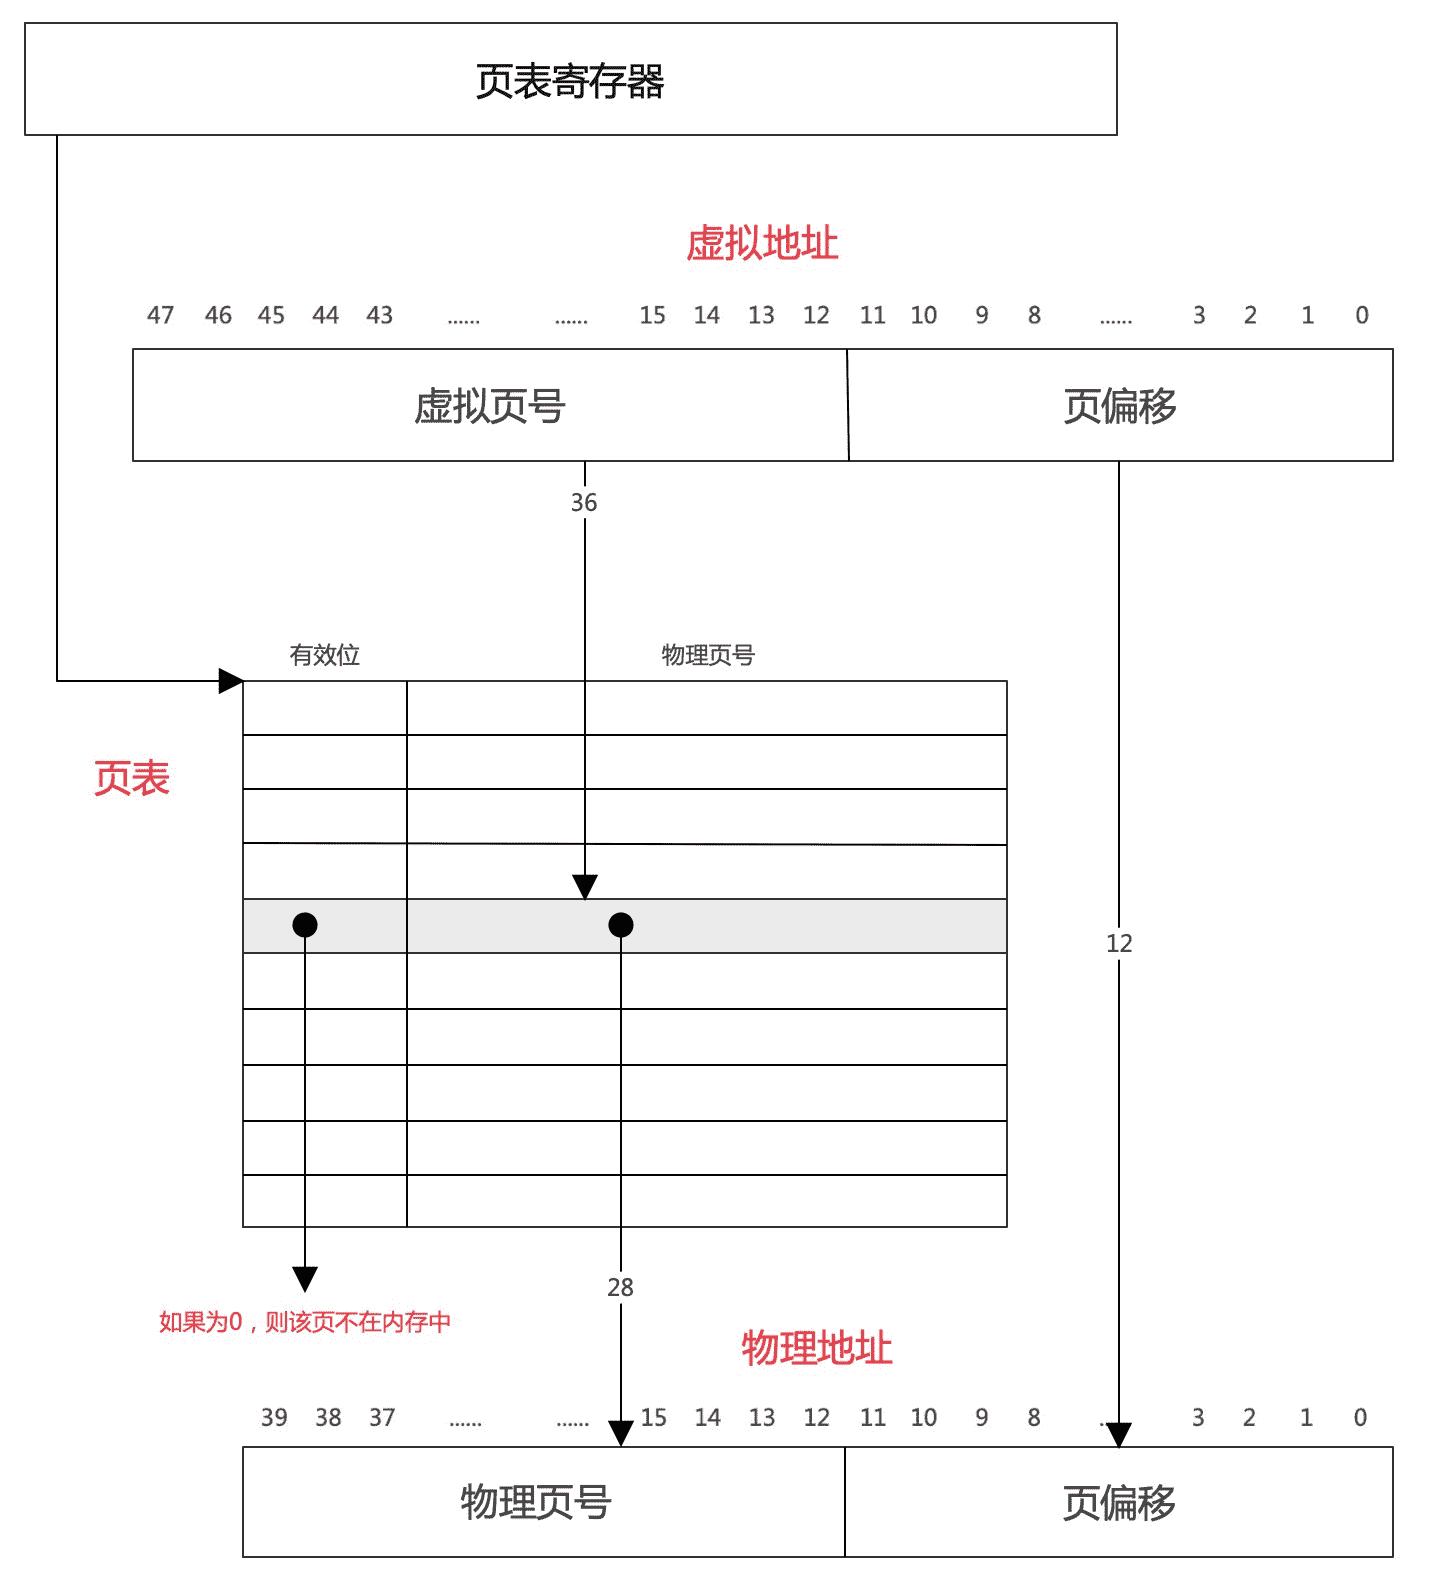 页表寄存器
虚拟地址
47 46 45 44 43 ...... ...... 15 14 13 12 11 10 9 8 ...... 3 2 1 0
虚拟页号 页偏移
36
有效位 物理页号
页表
12
28
如果为0，则该页不在内存中
物理地址
39 38 37 ...... ...... 15 14 13 12 11 10 9 8 ... 3 2 1 0
物理页号 页偏移